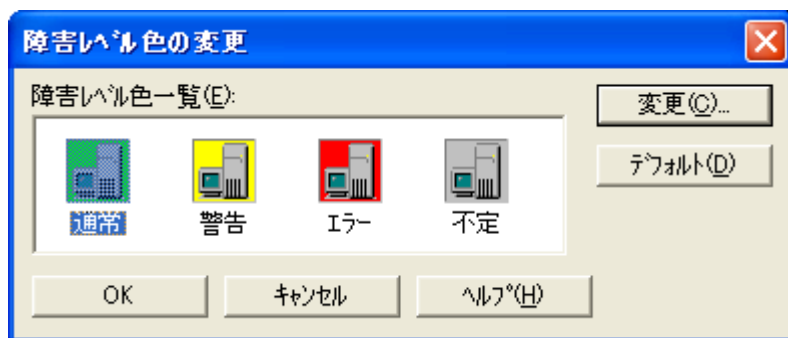 障害ﾚﾍﾞﾙ色の変更
障害ﾚﾍﾞﾙ色一覧(E):
変更(C)...
ﾃﾞﾌｫﾙﾄ(D)
通常
警告
ｴﾗｰ
不定
OK
ｷｬﾝｾﾙ
ﾍﾙﾌﾟ(H)